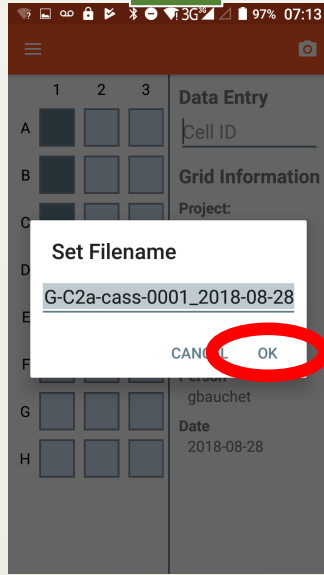 3G 97% 07:13
1 2 3
Data Entry
A
Cell ID
B
Grid Information
Project:
C
Set Filename
D
G-C2a-cass-0001_2018-08-28
E
CANCEL OK
F
Person
gbauchet
G
Date
2018-08-28
H